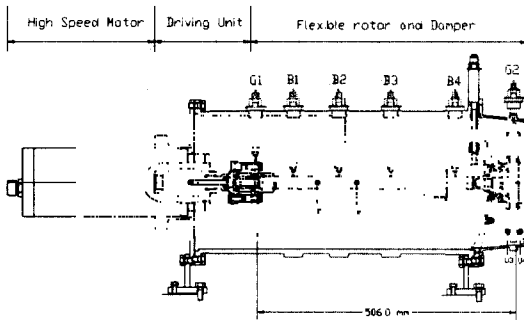 High Speed Motor Driving Unit Flexible rotor and Damper
G1 B1 B2 B3 B4 G2
506.0 mm